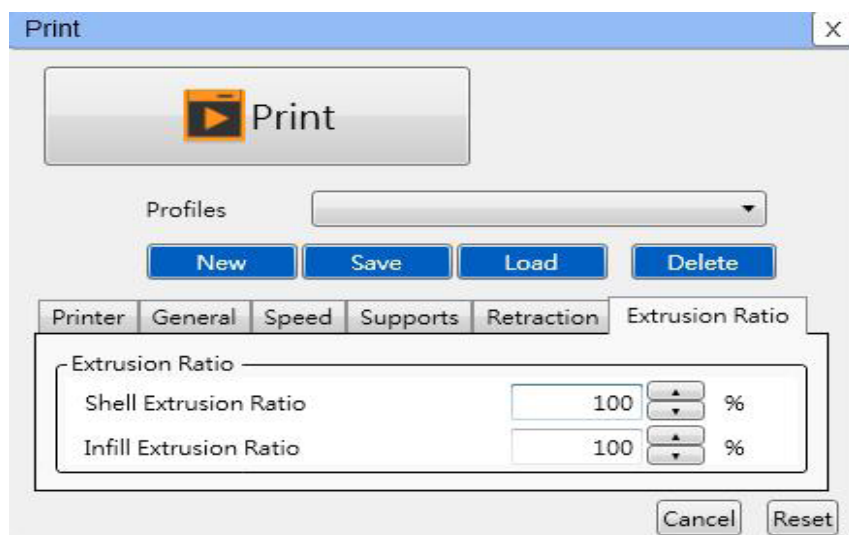 Print
X
Print
Profiles
New Save Load Delete
Printer General Speed Supports Retraction Extrusion Ratio
Extrusion Ratio
Shell Extrusion Ratio 100 %
Infill Extrusion Ratio 100 %
Cancel Reset